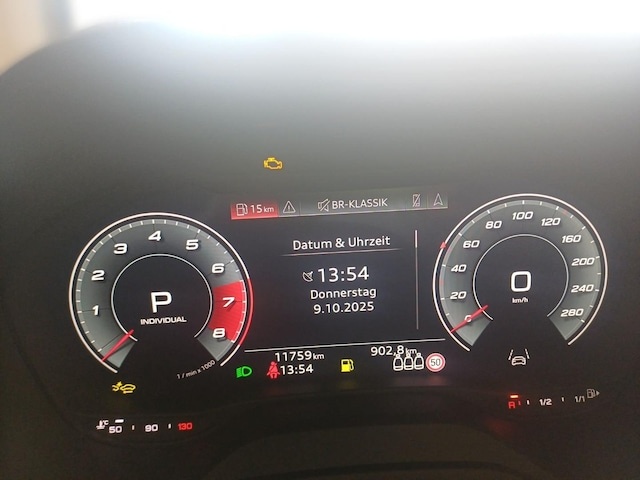 15 km BR-KLASSIK
Datum & Uhrzeit
13:54
Donnerstag
9.10.2025
1 2 3 4 5 6 7 8
P
INDIVIDUAL
1 / min x 1000
0 20 40 60 80 100 120 160 200 240 280
0
km/h
11759 km 902.8 km
13:54 50
°C 50 90 130
R 1/2 1/1